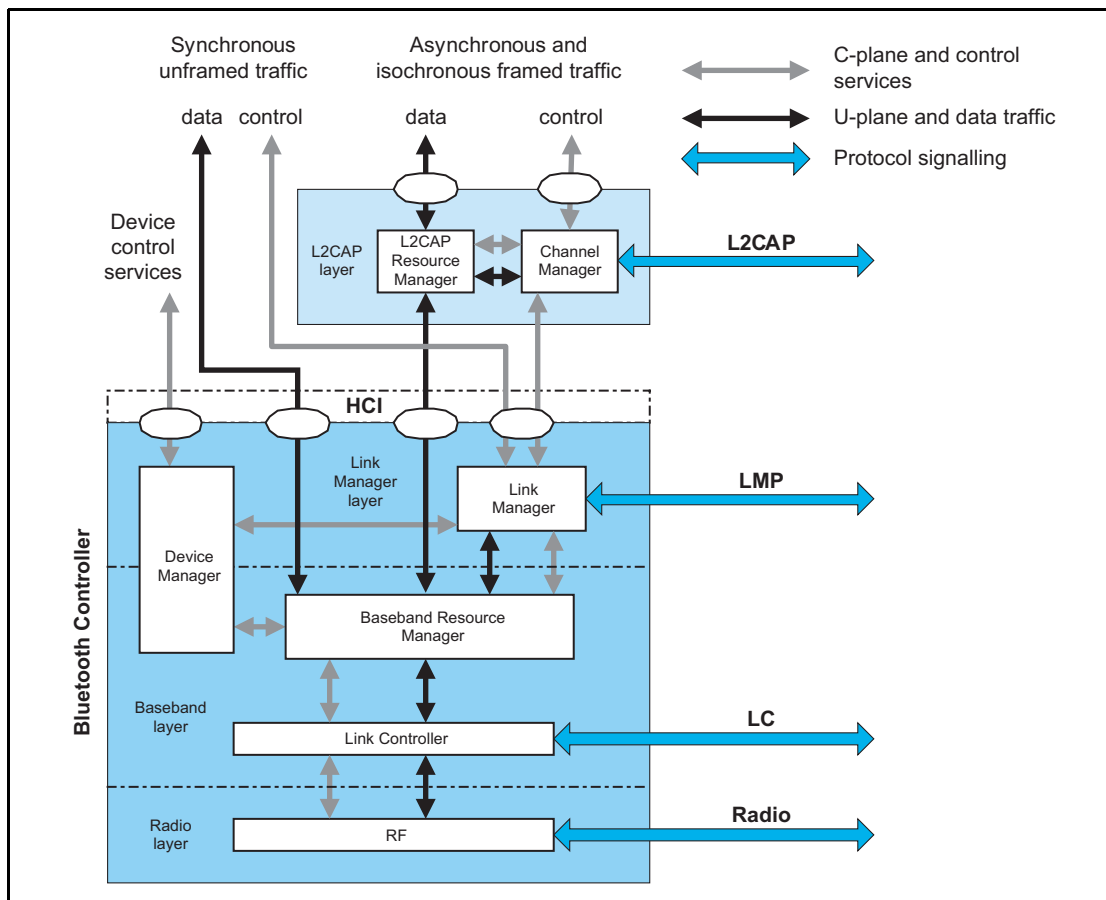 Synchronous
unframed traffic
Asynchronous and
isochronous framed traffic
C-plane and control
services
U-plane and data traffic
Protocol signalling
data control
data
control
Device
control
services
L2CAP
layer
L2CAP
Resource
Manager
Channel
Manager
L2CAP
HCI
Link
Manager
layer
Link
Manager
LMP
Device
Manager
Baseband Resource
Manager
Bluetooth Controller
Baseband
layer
Link Controller
LC
Radio
layer
RF
Radio